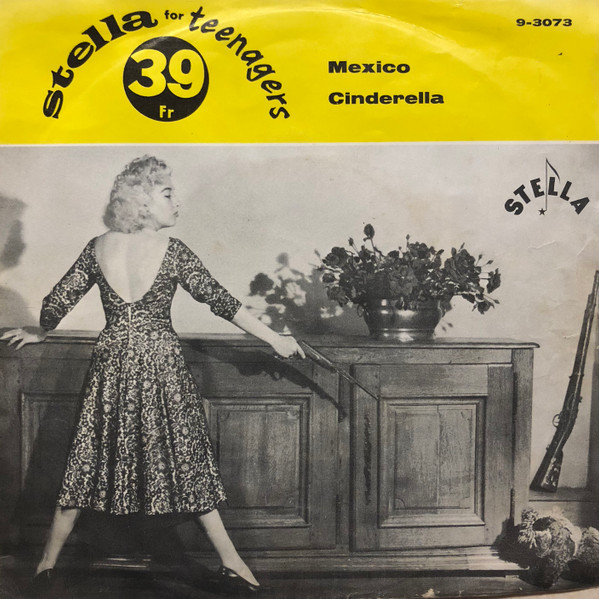 stella for teenagers
39
Fr
9-3073
Mexico
Cinderella
STELLA